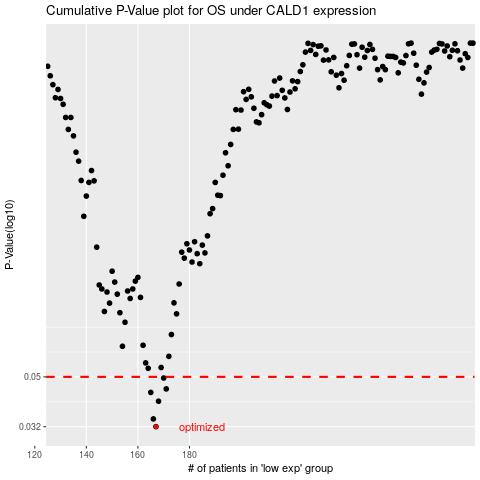 Cumulative P-Value plot for OS under CALD1 expression
P-Value(log10)
0.05
0.032
optimized
120 140 160 180
# of patients in 'low exp' group